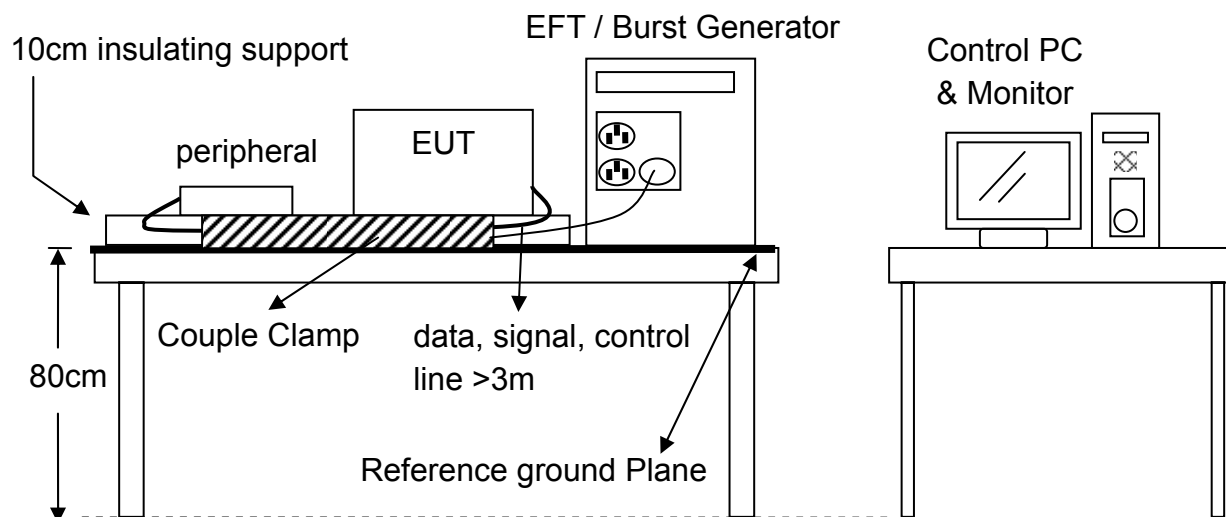 EFT / Burst Generator
10cm insulating support
Control PC
& Monitor
peripheral
EUT
Couple Clamp
data, signal, control
line >3m
80cm
Reference ground Plane